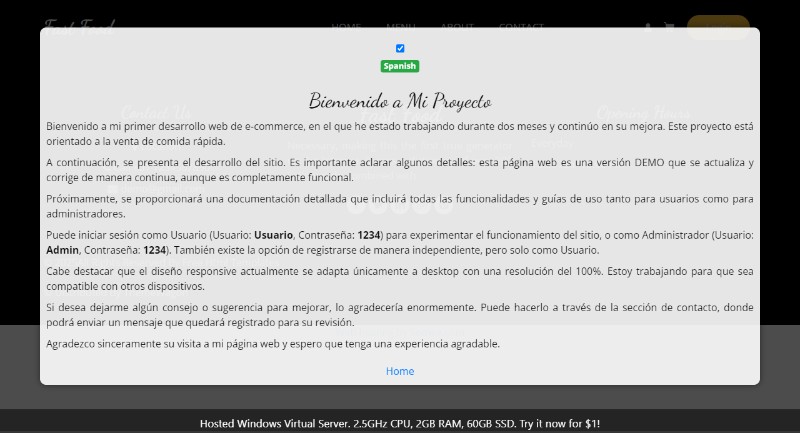 Fast Food
HOME MENU ABOUT CONTACT
Spanish
Bienvenido a Mi Proyecto
Bienvenido a mi primer desarrollo web de e-commerce, en el que he estado trabajando durante dos meses y continúo en su mejora. Este proyecto está
orientado a la venta de comida rápida.
A continuación, se presenta el desarrollo del sitio. Es importante aclarar algunos detalles: esta página web es una versión DEMO que se actualiza y
corrige de manera continua, aunque es completamente funcional.
Próximamente, se proporcionará una documentación detallada que incluirá todas las funcionalidades y guías de uso tanto para usuarios como para
administradores.
Puede iniciar sesión como Usuario (Usuario: Usuario, Contraseña: 1234) para experimentar el funcionamiento del sitio, o como Administrador (Usuario:
Admin, Contraseña: 1234). También existe la opción de registrarse de manera independiente, pero solo como Usuario.
Cabe destacar que el diseño responsive actualmente se adapta únicamente a desktop con una resolución del 100%. Estoy trabajando para que sea
compatible con otros dispositivos.
Si desea dejarme algún consejo o sugerencia para mejorar, lo agradecería enormemente. Puede hacerlo a través de la sección de contacto, donde
podrá enviar un mensaje que quedará registrado para su revisión.
Agradezco sinceramente su visita a mi página web y espero que tenga una experiencia agradable.
Home
Hosted Windows Virtual Server. 2.5GHz CPU, 2GB RAM, 60GB SSD. Try it now for $1!